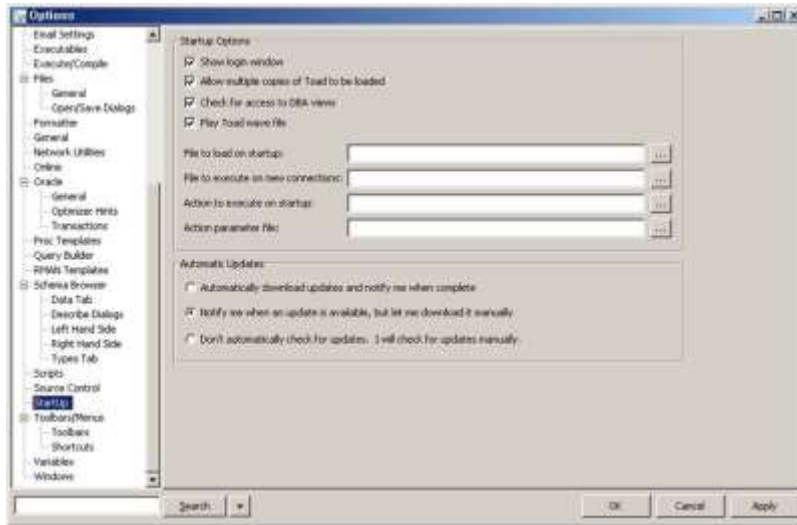 Options
Email Settings
Executables
Execute/Compile
Files
General
Open/Save Dialogs
Formatter
General
Network Utilities
Online
Oracle
General
Optimizer Hints
Transactions
Proc Templates
Query Builder
RMAN Templates
Schema Browser
Data Tab
Describe Dialogs
Left Hand Side
Right Hand Side
Types Tab
Scripts
Source Control
StartUp
Toolbars/Menus
Toolbars
Shortcuts
Variables
Windows
Startup Options
Show login window
Allow multiple copies of Toad to be loaded
Check for access to DBA views
Play Toad wave file
File to load on startup:
...
File to execute on new connections:
...
Action to execute on startup:
...
Action parameter file:
...
Automatic Updates
Automatically download updates and notify me when complete
Notify me when an update is available, but let me download it manually
Don't automatically check for updates. I will check for updates manually.
Search
OK
Cancel
Apply